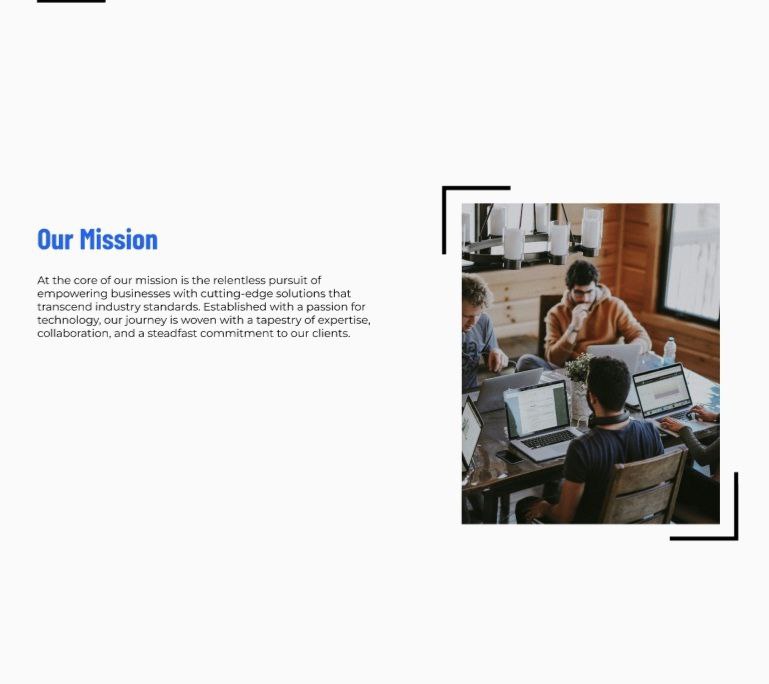 Our Mission
At the core of our mission is the relentless pursuit of
empowering businesses with cutting-edge solutions that
transcend industry standards. Established with a passion for
technology, our journey is woven with a tapestry of expertise,
collaboration, and a steadfast commitment to our clients.